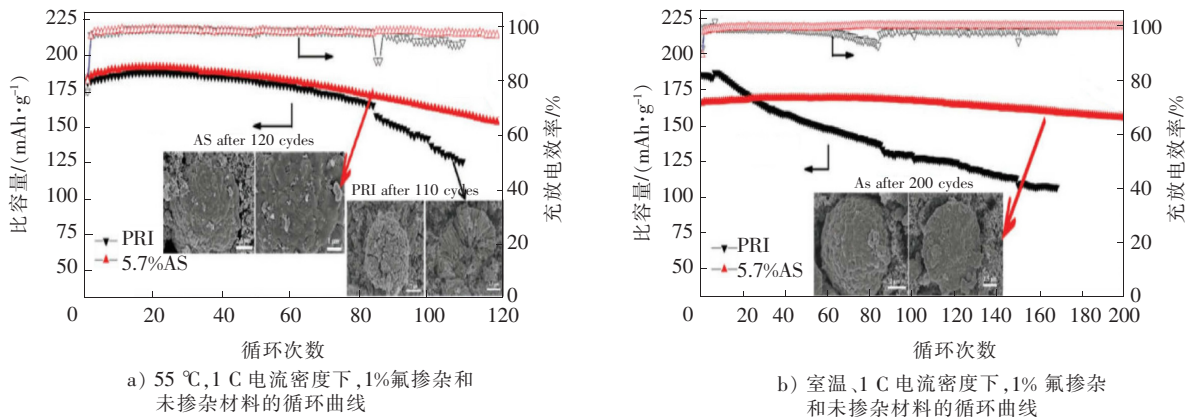 225
200
175
150
125
100
75
50
比容量/(mAh·g⁻¹)
100
80
60
40
20
0
充放电效率/%
AS after 120 cydes
PRI after 110 cydes
PRI
5.7%AS
0 20 40 60 80 100 120
循环次数
a) 55 ℃,1 C 电流密度下,1%氟掺杂和
未掺杂材料的循环曲线
225
200
175
150
125
100
75
50
比容量/(mAh·g⁻¹)
100
80
60
40
20
0
充放电效率/%
As after 200 cydes
PRI
5.7%AS
0 20 40 60 80 100 120 140 160 180 200
循环次数
b) 室温、1 C 电流密度下,1% 氟掺杂
和未掺杂材料的循环曲线